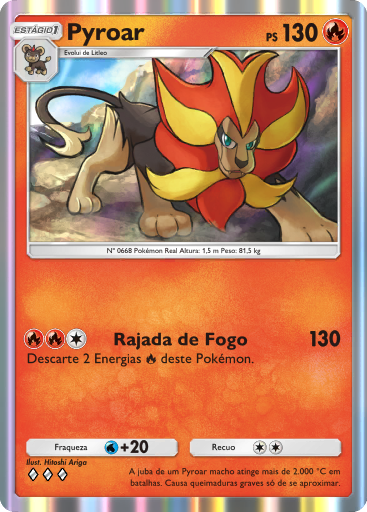 ESTÁGIO 1
Pyroar
PS 130
Evolui de Litleo
N° 0668 Pokémon Real Altura: 1,5 m Peso: 81,5 kg
Rajada de Fogo 130
Descarte 2 Energias deste Pokémon.
Fraqueza +20
Recuo
Ilust. Hitoshi Ariga
A juba de um Pyroar macho atinge mais de 2.000 °C em
batalhas. Causa queimaduras graves só de se aproximar.